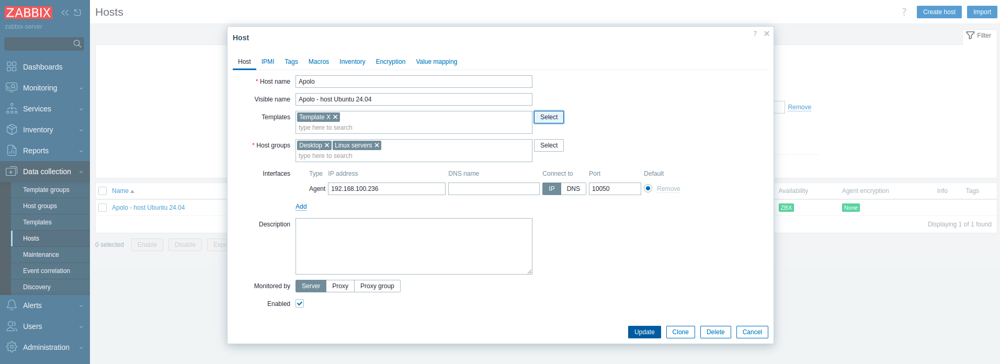 ZABBIX
zabbix-server
Dashboards
Monitoring
Services
Inventory
Reports
Data collection
Template groups
Host groups
Templates
Hosts
Maintenance
Event correlation
Discovery
Alerts
Users
Administration
Hosts
? Create host Import
Filter
Remove
Name
Availability Agent encryption Info Tags
Apolo - host Ubuntu 24.04
ZBX None
Displaying 1 of 1 found
0 selected Enable Disable Expo
Host
?
Host IPMI Tags Macros Inventory Encryption Value mapping
* Host name Apolo
Visible name Apolo - host Ubuntu 24.04
Templates Template X Select
type here to search
* Host groups Desktop Linux servers Select
type here to search
Interfaces Type IP address DNS name Connect to Port Default
Agent 192.168.100.236 IP DNS 10050 Remove
Add
Description
Monitored by Server Proxy Proxy group
Enabled
Update Clone Delete Cancel